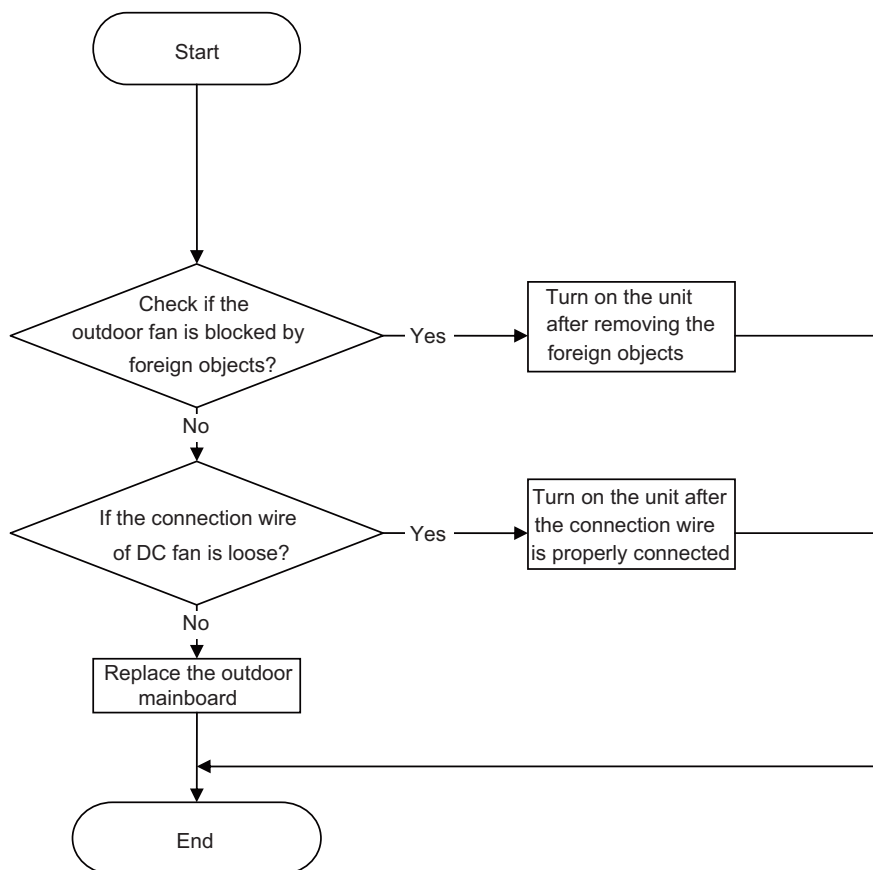 Start
Check if the
outdoor fan is blocked by
foreign objects?
Yes
Turn on the unit
after removing the
foreign objects
No
If the connection wire
of DC fan is loose?
Yes
Turn on the unit after
the connection wire
is properly connected
No
Replace the outdoor
mainboard
End